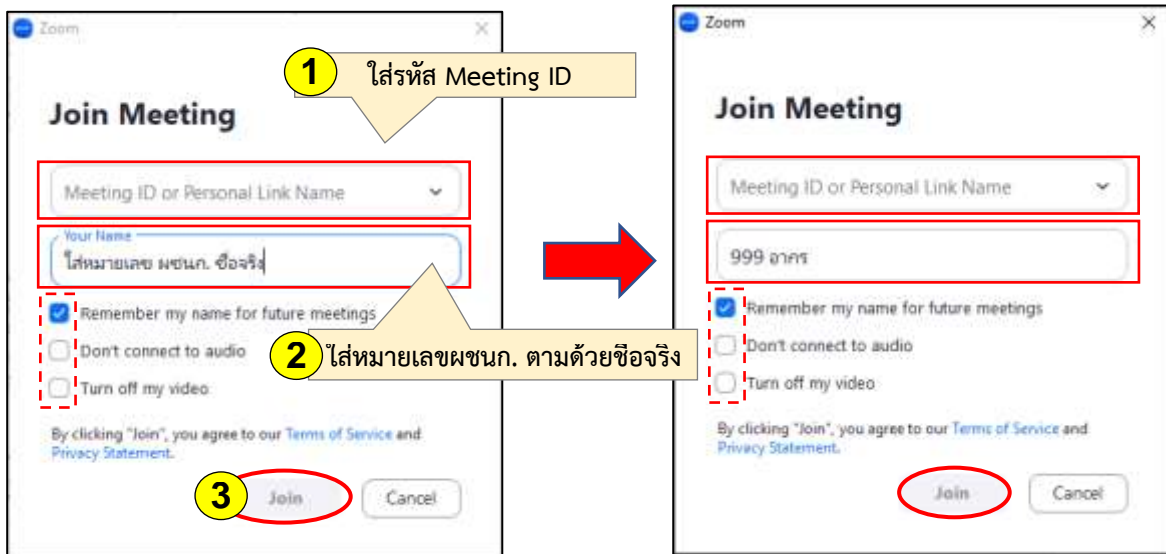 Zoom
1 ใส่รหัส Meeting ID
Join Meeting
Meeting ID or Personal Link Name
Your Name
ใส่หมายเลข ผชนก. ชื่อจริง
Remember my name for future meetings
Don't connect to audio
2 ใส่หมายเลขผชนก. ตามด้วยชื่อจริง
Turn off my video
By clicking "Join", you agree to our Terms of Service and
Privacy Statement.
3 Join
Cancel
Zoom
Join Meeting
Meeting ID or Personal Link Name
999 อากร
Remember my name for future meetings
Don't connect to audio
Turn off my video
By clicking "Join", you agree to our Terms of Service and
Privacy Statement.
Join
Cancel